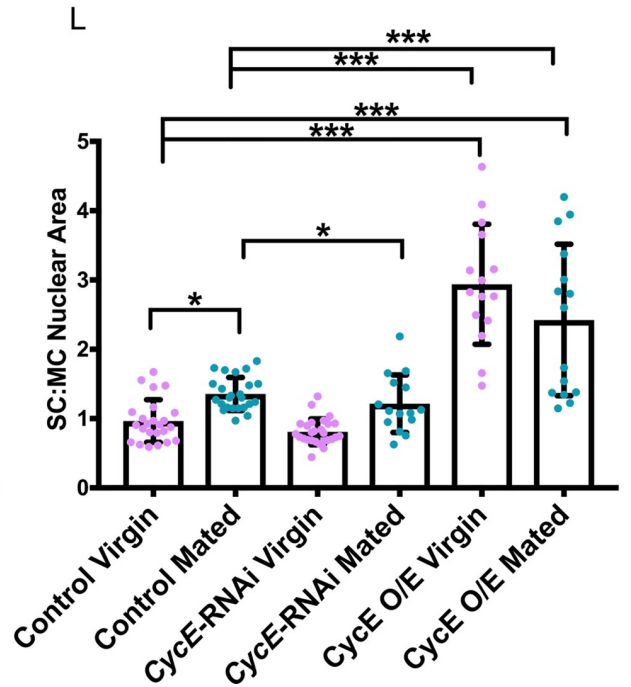 L
***
***
***
***
*
*
SC:MC Nuclear Area
5
4
3
2
1
0
Control Virgin
Control Mated
CycE-RNAi Virgin
CycE-RNAi Mated
CycE O/E Virgin
CycE O/E Mated